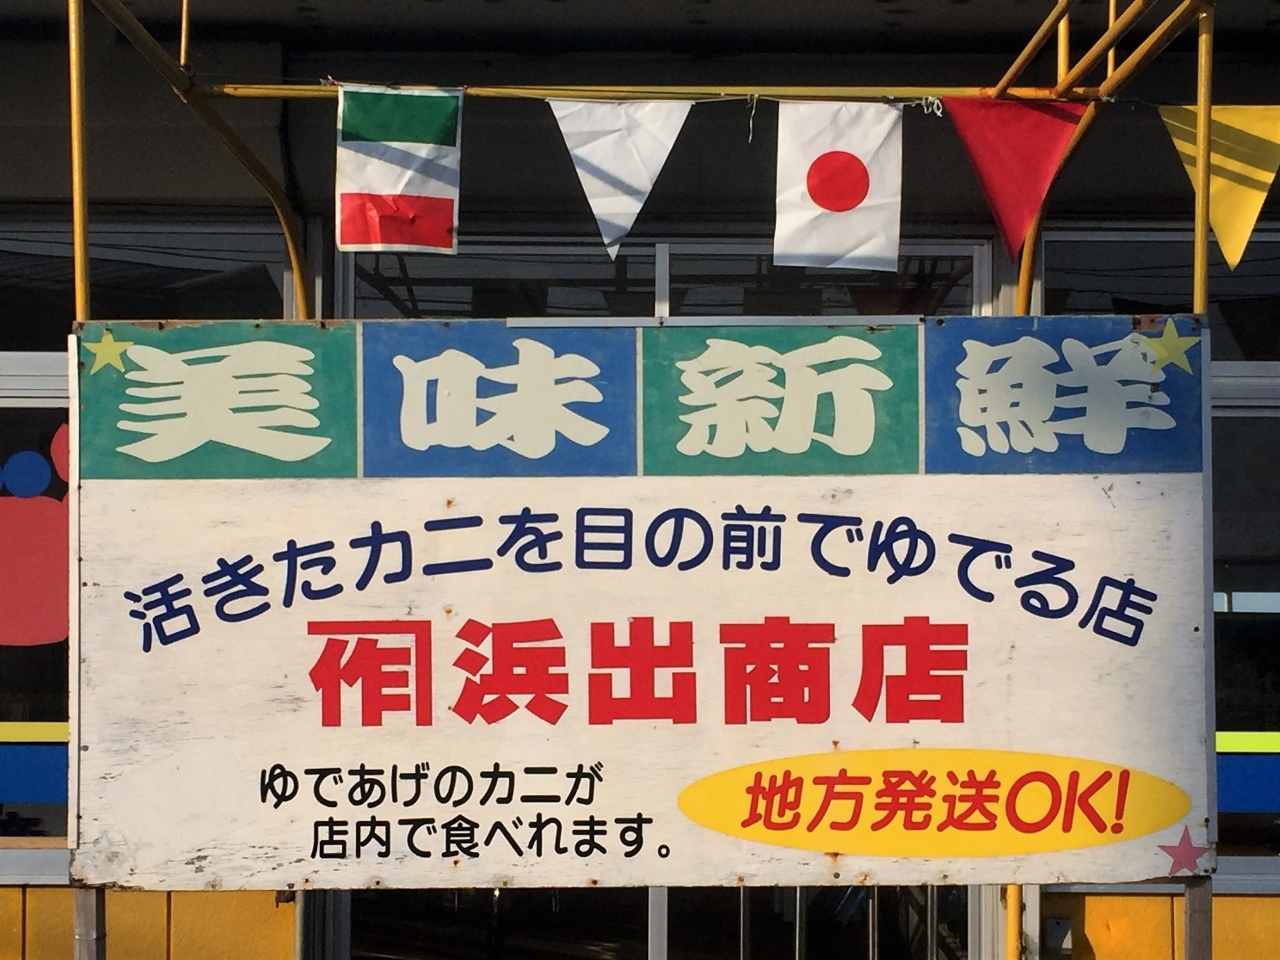 美味新鮮
活きたカニを目の前でゆでる店
浜出商店
ゆであげのカニが
店内で食べれます。
地方発送OK!